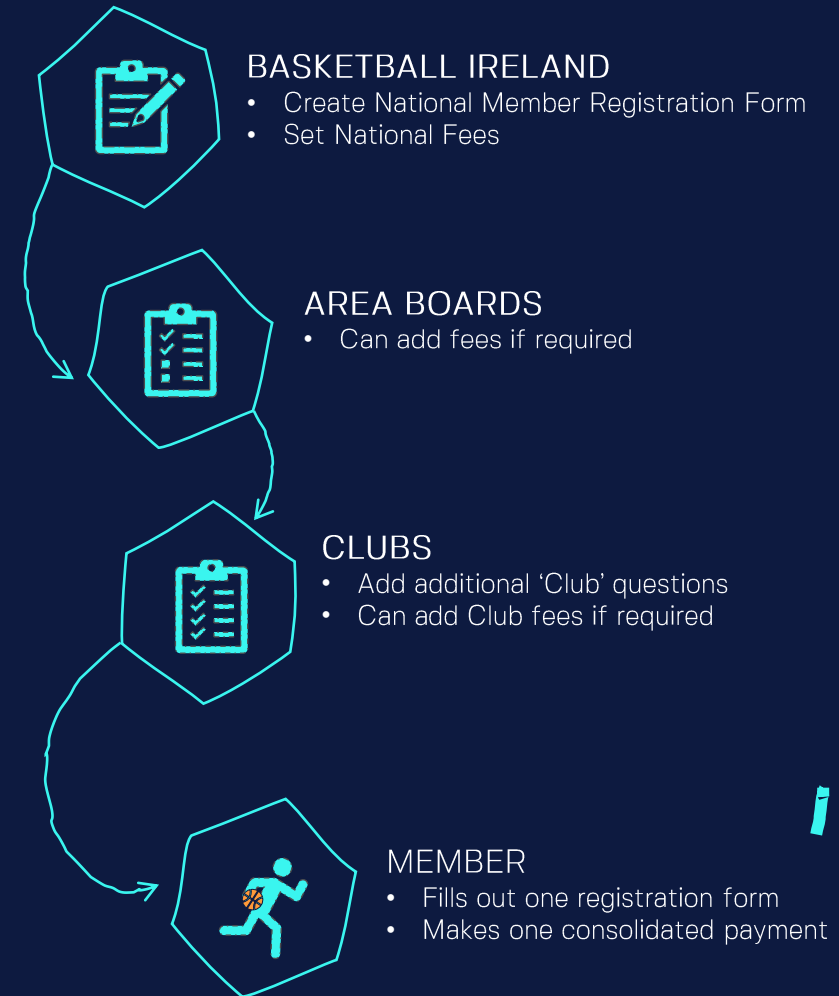 BASKETBALL IRELAND
• Create National Member Registration Form
• Set National Fees
AREA BOARDS
• Can add fees if required
CLUBS
• Add additional ‘Club’ questions
• Can add Club fees if required
MEMBER
• Fills out one registration form
• Makes one consolidated payment